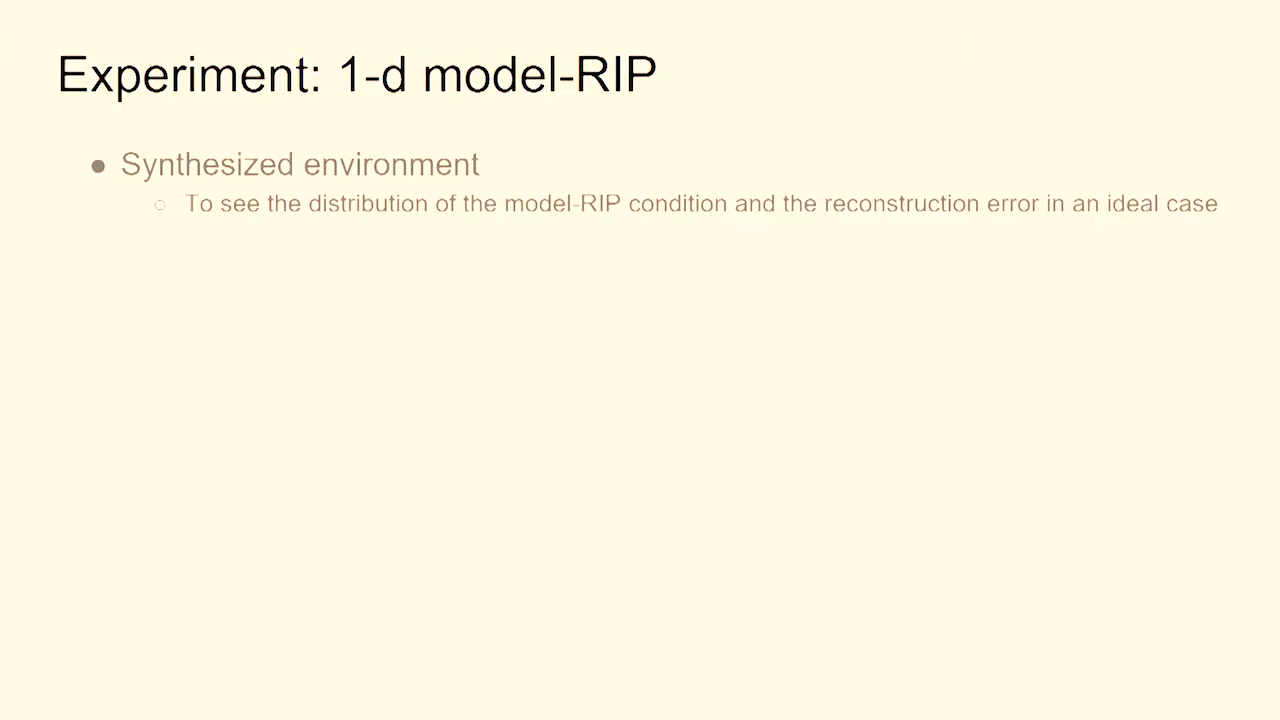 Experiment: 1-d model-RIP
● Synthesized environment
○ To see the distribution of the model-RIP condition and the reconstruction error in an ideal case